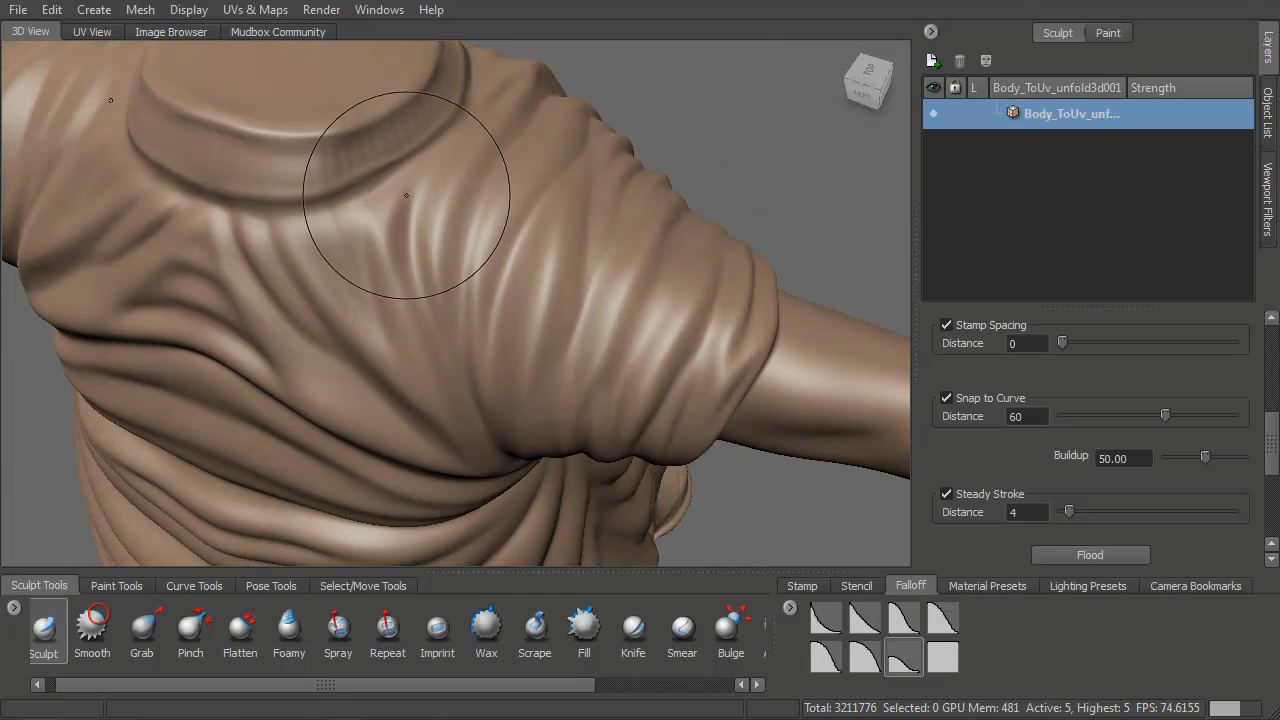 File Edit Create Mesh Display UVs & Maps Render Windows Help
3D View UV View Image Browser Mudbox Community
Sculpt Paint
L Body_ToUv_unfold3d001 Strength
Body_ToUv_unf...
Layers
Object List
Viewport Filters
TOP
VERT
Stamp Spacing
Distance 0
Snap to Curve
Distance 60
Buildup 50.00
Steady Stroke
Distance 4
Flood
Sculpt Tools Paint Tools Curve Tools Pose Tools Select/Move Tools
Stamp Stencil Falloff Material Presets Lighting Presets Camera Bookmarks
Sculpt Smooth Grab Pinch Flatten Foamy Spray Repeat Imprint Wax Scrape Fill Knife Smear Bulge
Total: 3211776 Selected: 0 GPU Mem: 481 Active: 5, Highest: 5 FPS: 74.6155